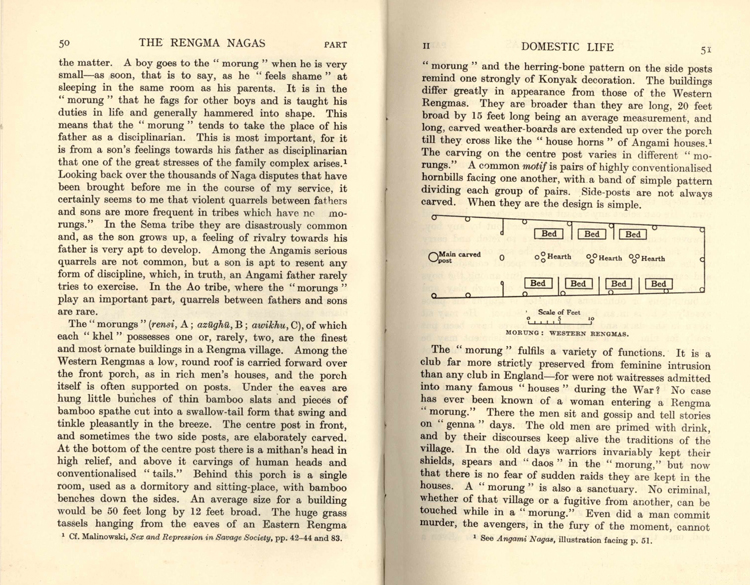 50 THE RENGMA NAGAS PART
the matter. A boy goes to the “ morung ” when he is very
small—as soon, that is to say, as he “ feels shame ” at
sleeping in the same room as his parents. It is in the
“ morung ” that he fags for other boys and is taught his
duties in life and generally hammered into shape. This
means that the “ morung ” tends to take the place of his
father as a disciplinarian. This is most important, for it
is from a son's feelings towards his father as disciplinarian
that one of the great stresses of the family complex arises.¹
Looking back over the thousands of Naga disputes that have
been brought before me in the course of my service, it
certainly seems to me that violent quarrels between fathers
and sons are more frequent in tribes which have no mo-
rungs.” In the Sema tribe they are disastrously common
and, as the son grows up, a feeling of rivalry towards his
father is very apt to develop. Among the Angamis serious
quarrels are not common, but a son is apt to resent any
form of discipline, which, in truth, an Angami father rarely
tries to exercise. In the Ao tribe, where the “ morungs ”
play an important part, quarrels between fathers and sons
are rare.
The “ morungs ” (rensi, A ; azüghü, B ; awikhu, C), of which
each “ khel ” possesses one or, rarely, two, are the finest
and most ornate buildings in a Rengma village. Among the
Western Rengmas a low, round roof is carried forward over
the front porch, as in rich men's houses, and the porch
itself is often supported on posts. Under the eaves are
hung little bunches of thin bamboo slats and pieces of
bamboo spathe cut into a swallow-tail form that swing and
tinkle pleasantly in the breeze. The centre post in front,
and sometimes the two side posts, are elaborately carved.
At the bottom of the centre post there is a mithan's head in
high relief, and above it carvings of human heads and
conventionalised “ tails.” Behind this porch is a single
room, used as a dormitory and sitting-place, with bamboo
benches down the sides. An average size for a building
would be 50 feet long by 12 feet broad. The huge grass
tassels hanging from the eaves of an Eastern Rengma
¹ Cf. Malinowski, Sex and Repression in Savage Society, pp. 42–44 and 83.
II DOMESTIC LIFE 51
“ morung ” and the herring-bone pattern on the side posts
remind one strongly of Konyak decoration. The buildings
differ greatly in appearance from those of the Western
Rengmas. They are broader than they are long, 20 feet
broad by 15 feet long being an average measurement, and
long, carved weather-boards are extended up over the porch
till they cross like the “ house horns ” of Angami houses.¹
The carving on the centre post varies in different “ mo-
rungs.” A common motif is pairs of highly conventionalised
hornbills facing one another, with a band of simple pattern
dividing each group of pairs. Side-posts are not always
carved. When they are the design is simple.
Bed Bed Bed
Main carved
post
Hearth Hearth Hearth
Bed Bed Bed Bed
Scale of Feet
0 5 10
MORUNG: WESTERN RENGMAS.
The “ morung ” fulfils a variety of functions. It is a
club far more strictly preserved from feminine intrusion
than any club in England—for were not waitresses admitted
into many famous “ houses ” during the War? No case
has ever been known of a woman entering a Rengma
“ morung.” There the men sit and gossip and tell stories
on “ genna ” days. The old men are primed with drink,
and by their discourses keep alive the traditions of the
village. In the old days warriors invariably kept their
shields, spears and “ daos ” in the “ morung,” but now
that there is no fear of sudden raids they are kept in the
houses. A “ morung ” is also a sanctuary. No criminal,
whether of that village or a fugitive from another, can be
touched while in a “ morung.” Even did a man commit
murder, the avengers, in the fury of the moment, cannot
¹ See Angami Nagas, illustration facing p. 51.